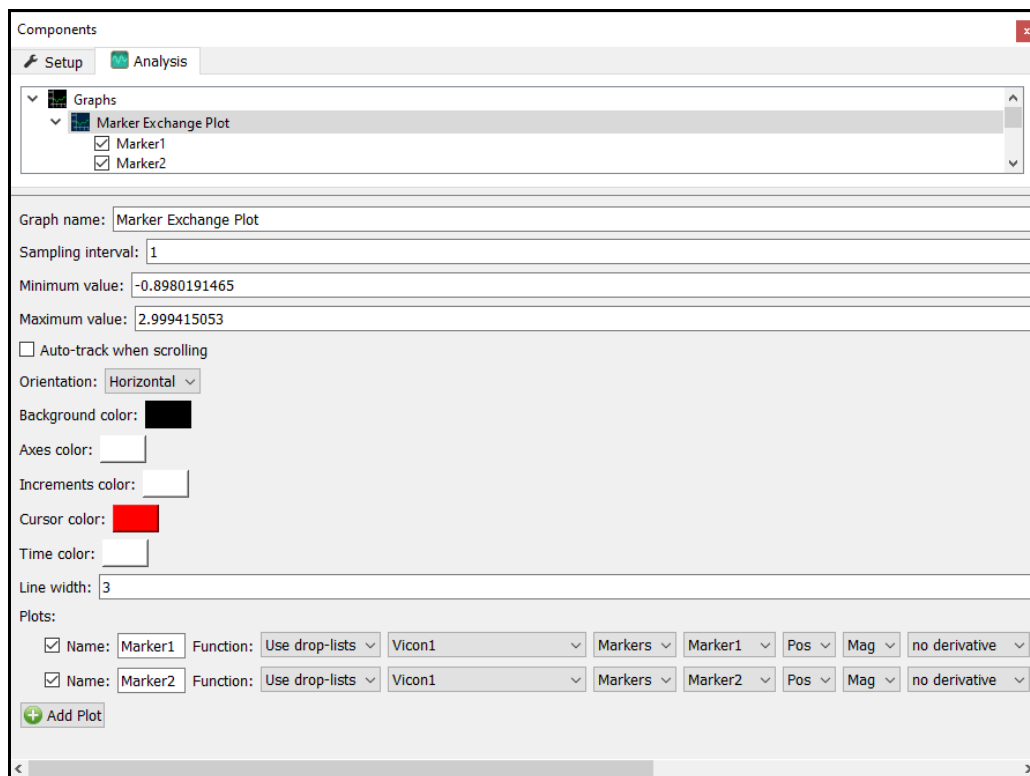 Components
x
Setup Analysis
Graphs
Marker Exchange Plot
Marker1
Marker2
Graph name: Marker Exchange Plot
Sampling interval: 1
Minimum value: -0.8980191465
Maximum value: 2.999415053
Auto-track when scrolling
Orientation: Horizontal
Background color:
Axes color:
Increments color:
Cursor color:
Time color:
Line width: 3
Plots:
Name: Marker1 Function: Use drop-lists Vicon1 Markers Marker1 Pos Mag no derivative
Name: Marker2 Function: Use drop-lists Vicon1 Markers Marker2 Pos Mag no derivative
Add Plot